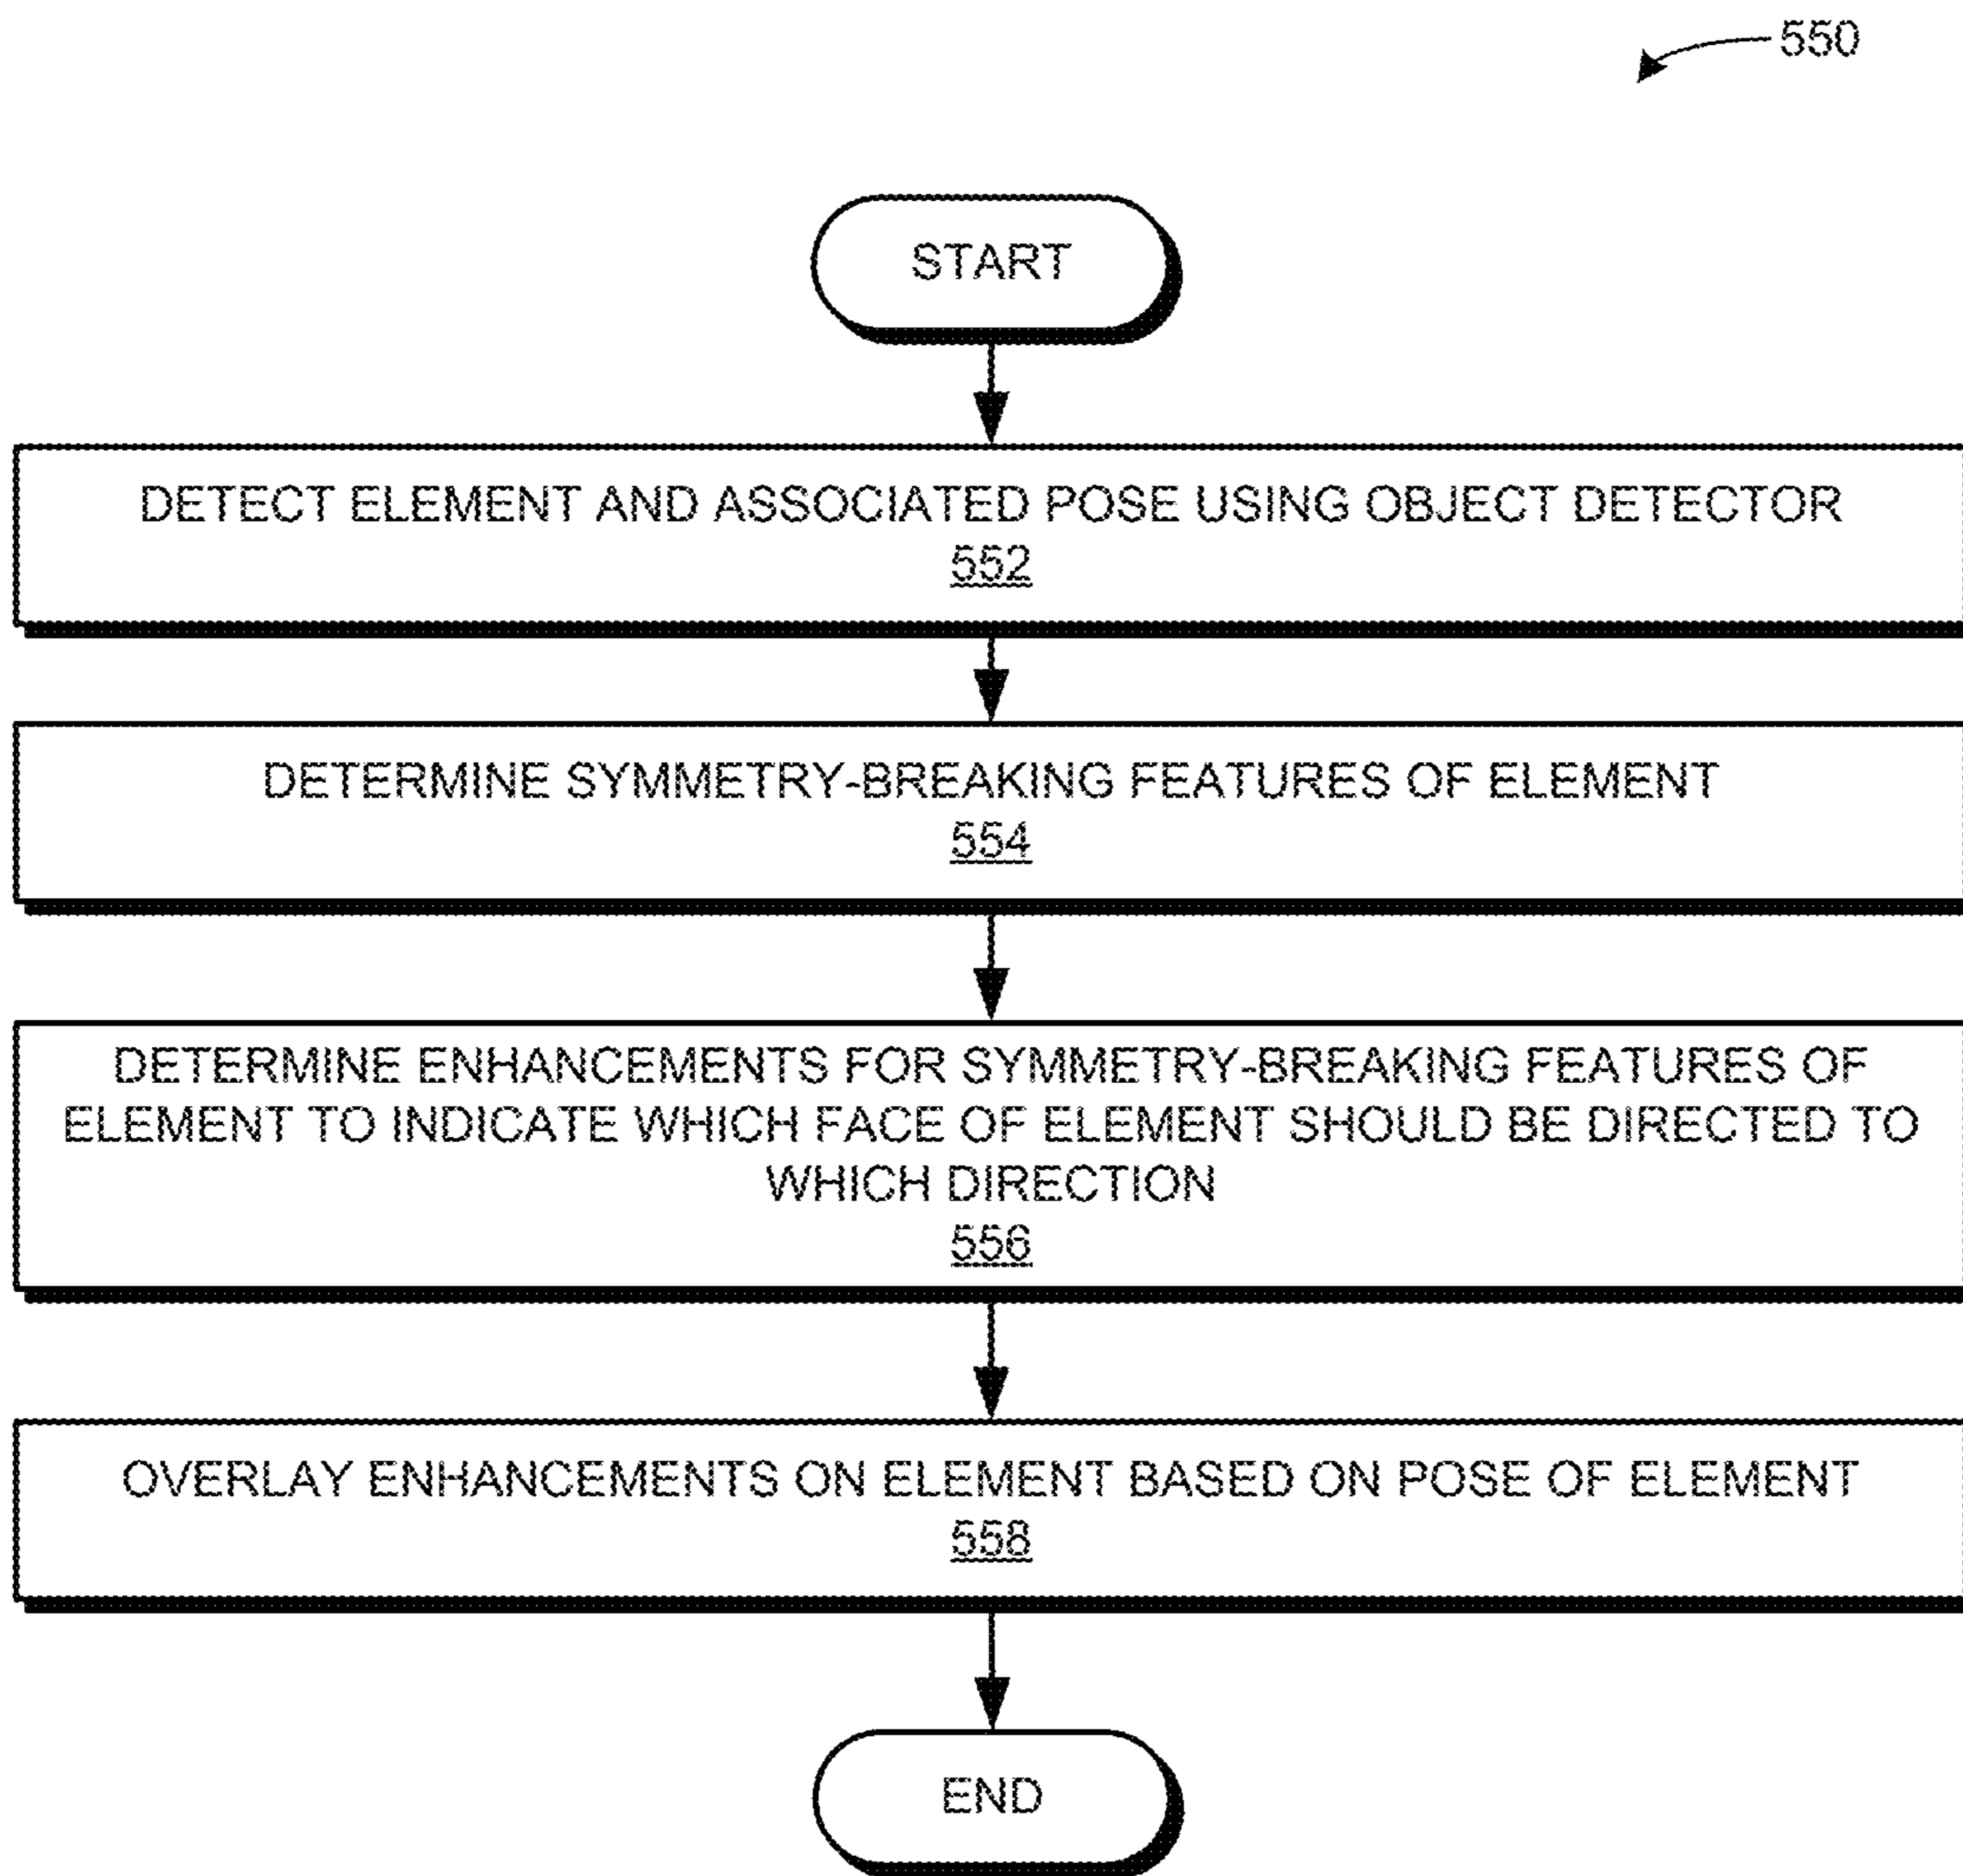 550
START
DETECT ELEMENT AND ASSOCIATED POSE USING OBJECT DETECTOR
552
DETERMINE SYMMETRY-BREAKING FEATURES OF ELEMENT
554
DETERMINE ENHANCEMENTS FOR SYMMETRY-BREAKING FEATURES OF
ELEMENT TO INDICATE WHICH FACE OF ELEMENT SHOULD BE DIRECTED TO
WHICH DIRECTION
556
OVERLAY ENHANCEMENTS ON ELEMENT BASED ON POSE OF ELEMENT
558
END